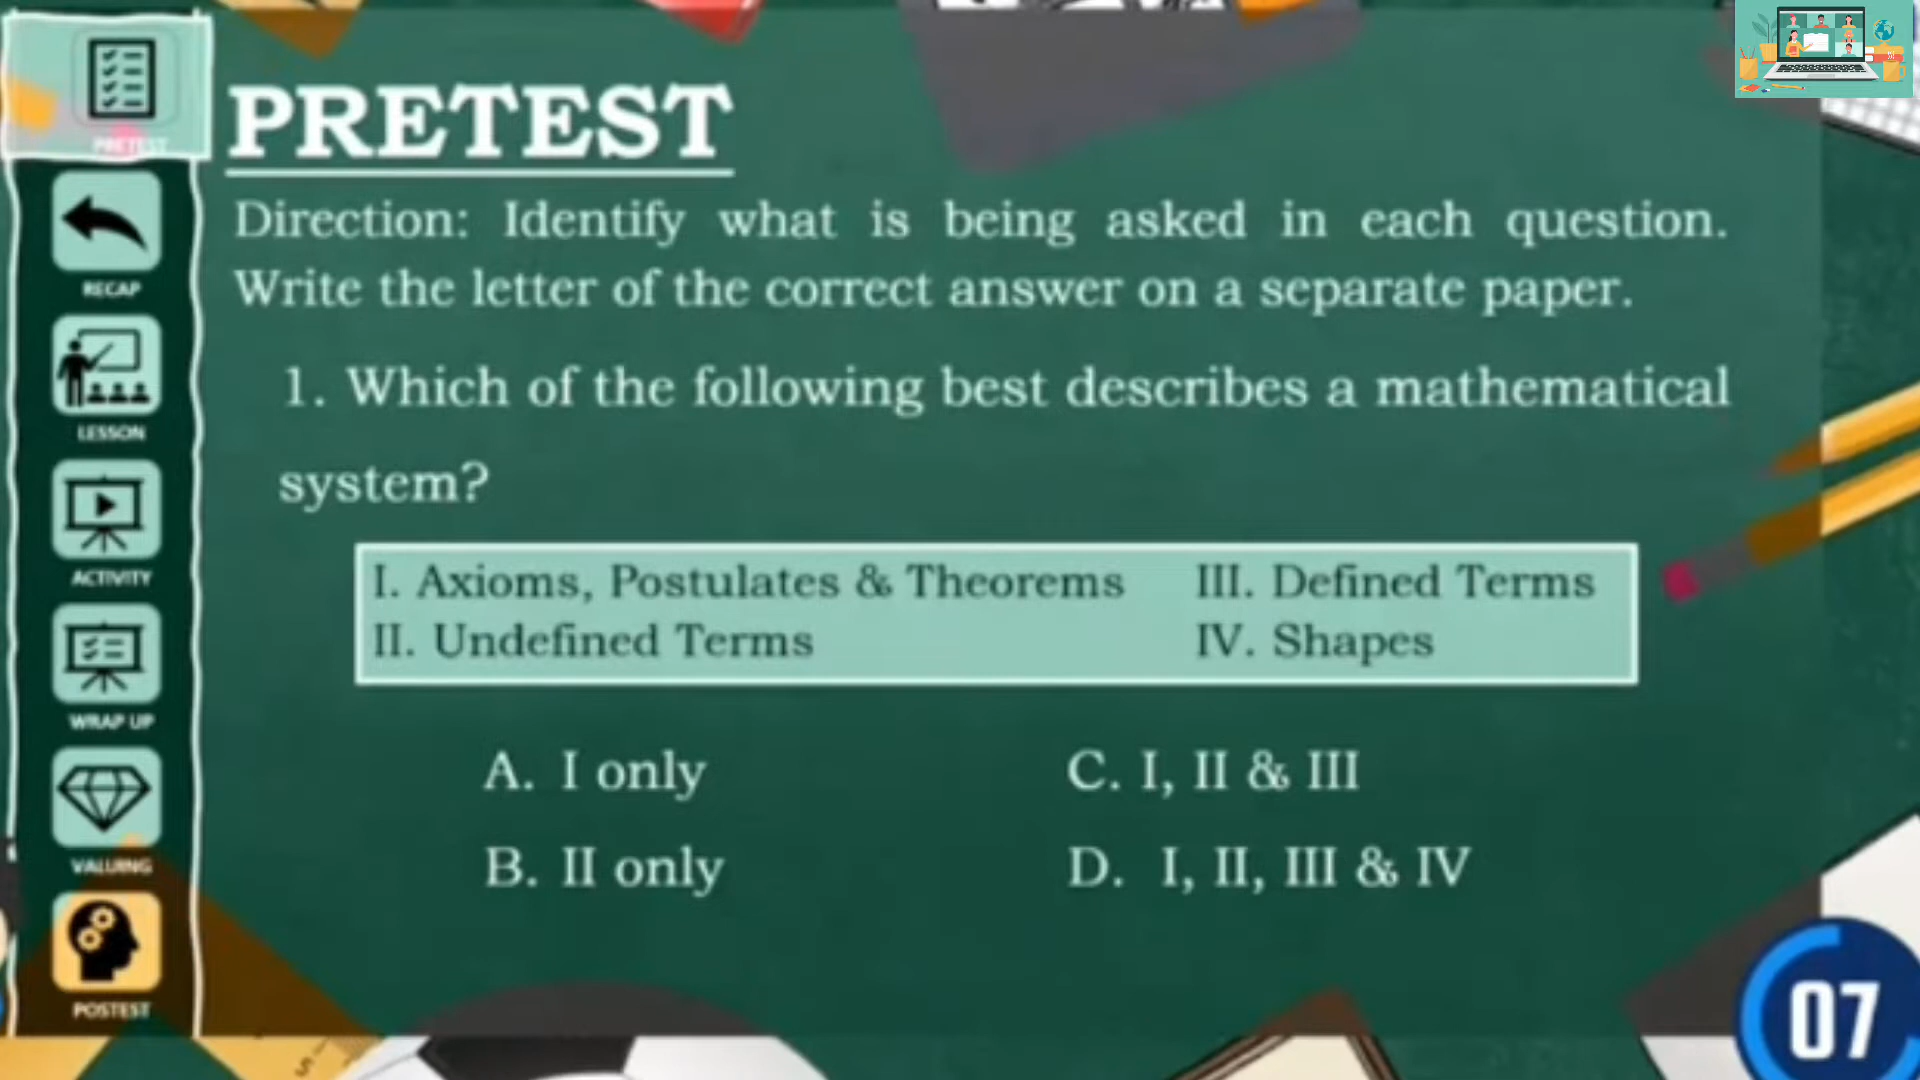 PRETEST
PRETEST
Direction: Identify what is being asked in each question.
Write the letter of the correct answer on a separate paper.
1. Which of the following best describes a mathematical
system?
I. Axioms, Postulates & Theorems
III. Defined Terms
II. Undefined Terms
IV. Shapes
A. I only
C. I, II & III
B. II only
D. I, II, III & IV
RECAP
LESSON
ACTIVITY
WRAP UP
VALUING
POSTEST
07
5